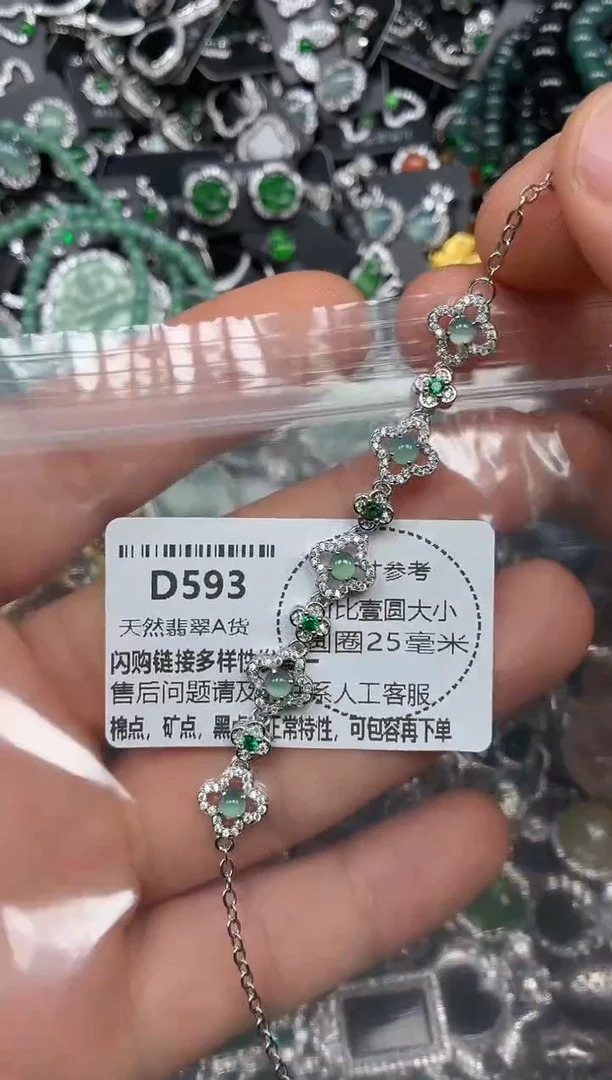 D593
天然翡翠A货
寸参考
比壹圆大小
圆圈25毫米
闪购链接多样性
售后问题请及 系人工客服
棉点，矿点，黑 正常特性，可包容再下单